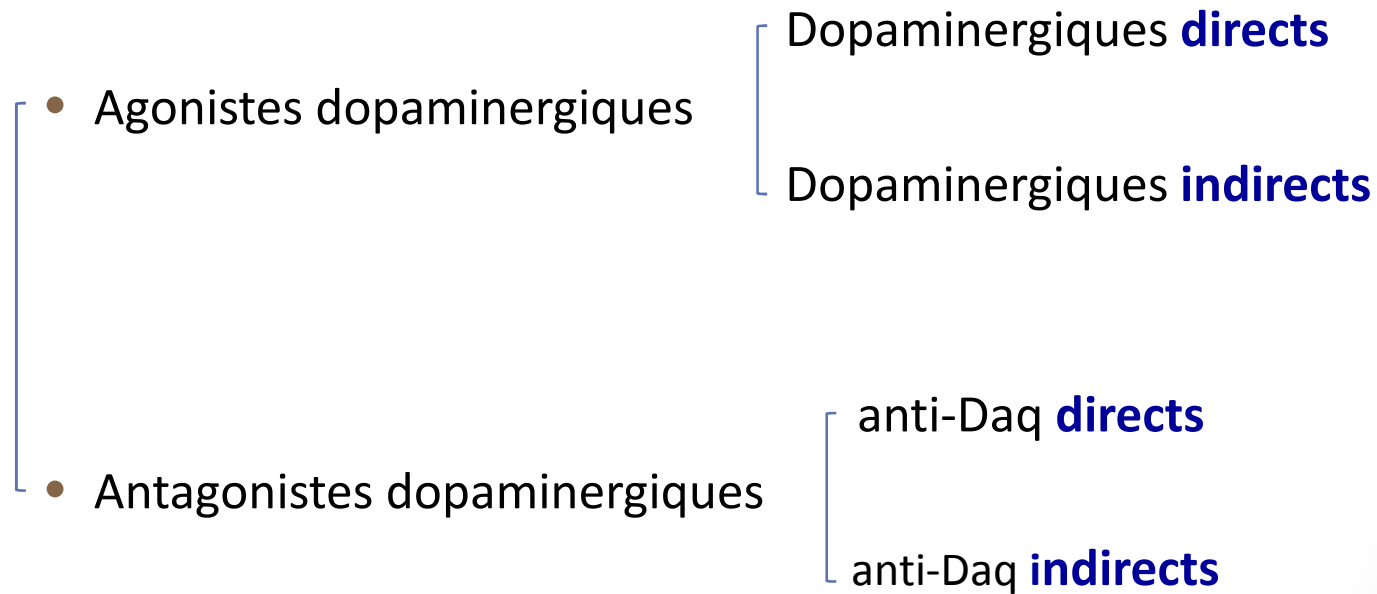 Dopaminergiques directs
• Agonistes dopaminergiques
Dopaminergiques indirects
anti-Daq directs
• Antagonistes dopaminergiques
anti-Daq indirects